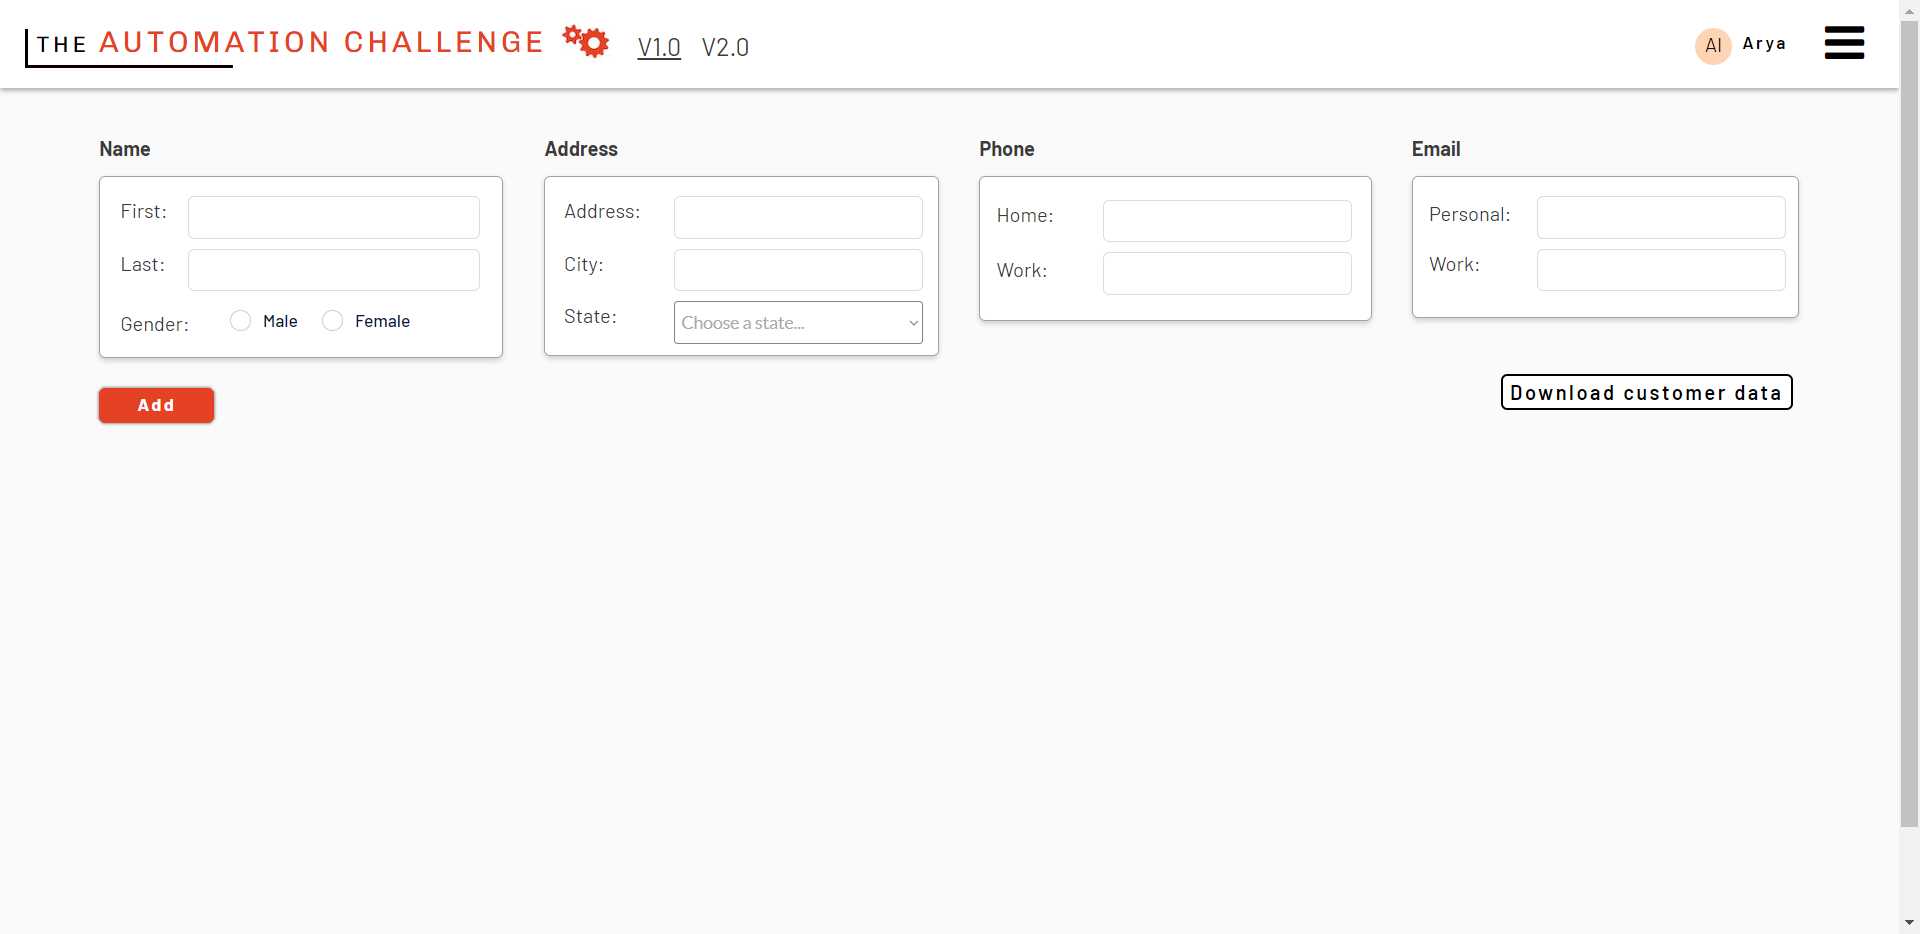 THE AUTOMATION CHALLENGE V1.0 V2.0 AI Arya
Name Address Phone Email
First: Address: Home: Personal:
Last: City: Work: Work:
Gender: Male Female State: Choose a state...
Add Download customer data